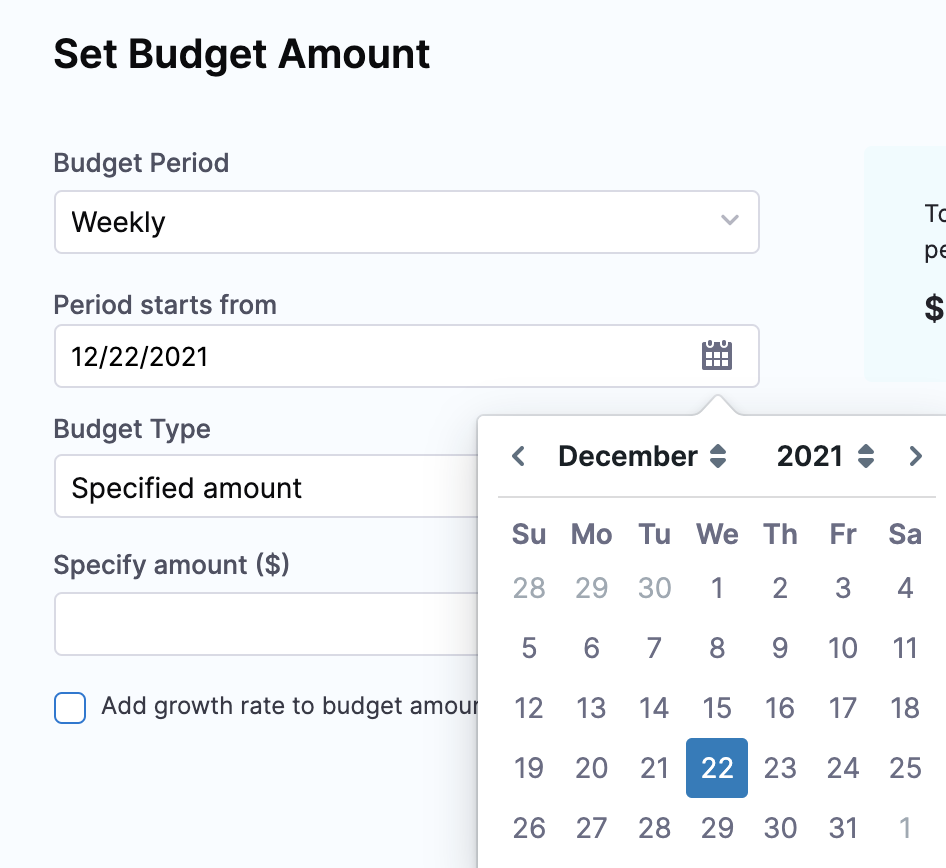 Set Budget Amount
Budget Period
Weekly
To
pe
$
Period starts from
12/22/2021
Budget Type
Specified amount
Specify amount ($)
Add growth rate to budget amour
December 2021
Su Mo Tu We Th Fr Sa
28 29 30 1 2 3 4
5 6 7 8 9 10 11
12 13 14 15 16 17 18
19 20 21 22 23 24 25
26 27 28 29 30 31 1